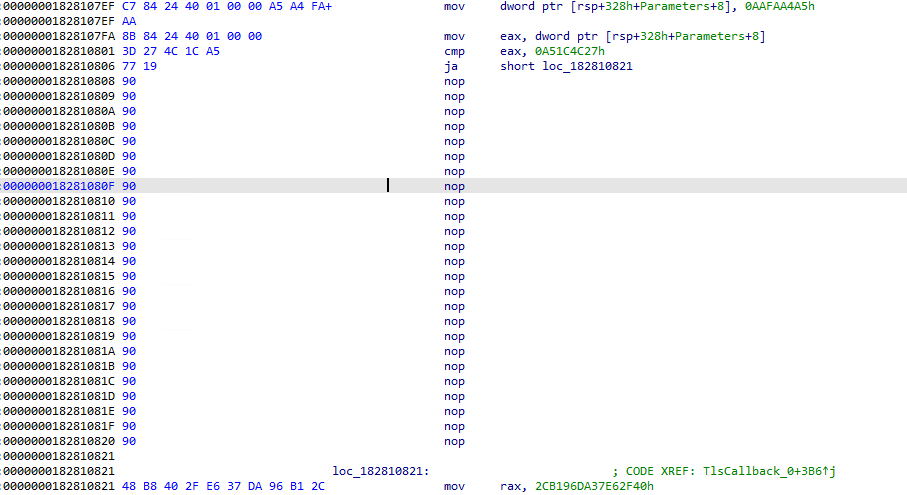 :00000001828107EF C7 84 24 40 01 00 00 A5 A4 FA+ mov dword ptr [rsp+328h+Parameters+8], 0AAFAA4A5h
:00000001828107EF AA
:00000001828107FA 8B 84 24 40 01 00 00 mov eax, dword ptr [rsp+328h+Parameters+8]
:0000000182810801 3D 27 4C 1C A5 cmp eax, 0A51C4C27h
:0000000182810806 77 19 ja short loc_182810821
:0000000182810808 90 nop
:0000000182810809 90 nop
:000000018281080A 90 nop
:000000018281080B 90 nop
:000000018281080C 90 nop
:000000018281080D 90 nop
:000000018281080E 90 nop
:000000018281080F 90 nop
:0000000182810810 90 nop
:0000000182810811 90 nop
:0000000182810812 90 nop
:0000000182810813 90 nop
:0000000182810814 90 nop
:0000000182810815 90 nop
:0000000182810816 90 nop
:0000000182810817 90 nop
:0000000182810818 90 nop
:0000000182810819 90 nop
:000000018281081A 90 nop
:000000018281081B 90 nop
:000000018281081C 90 nop
:000000018281081D 90 nop
:000000018281081E 90 nop
:000000018281081F 90 nop
:0000000182810820 90 nop
:0000000182810821
:0000000182810821 loc_182810821: ; CODE XREF: TlsCallback_0+3B6↑j
:0000000182810821 48 B8 40 2F E6 37 DA 96 B1 2C mov rax, 2CB196DA37E62F40h